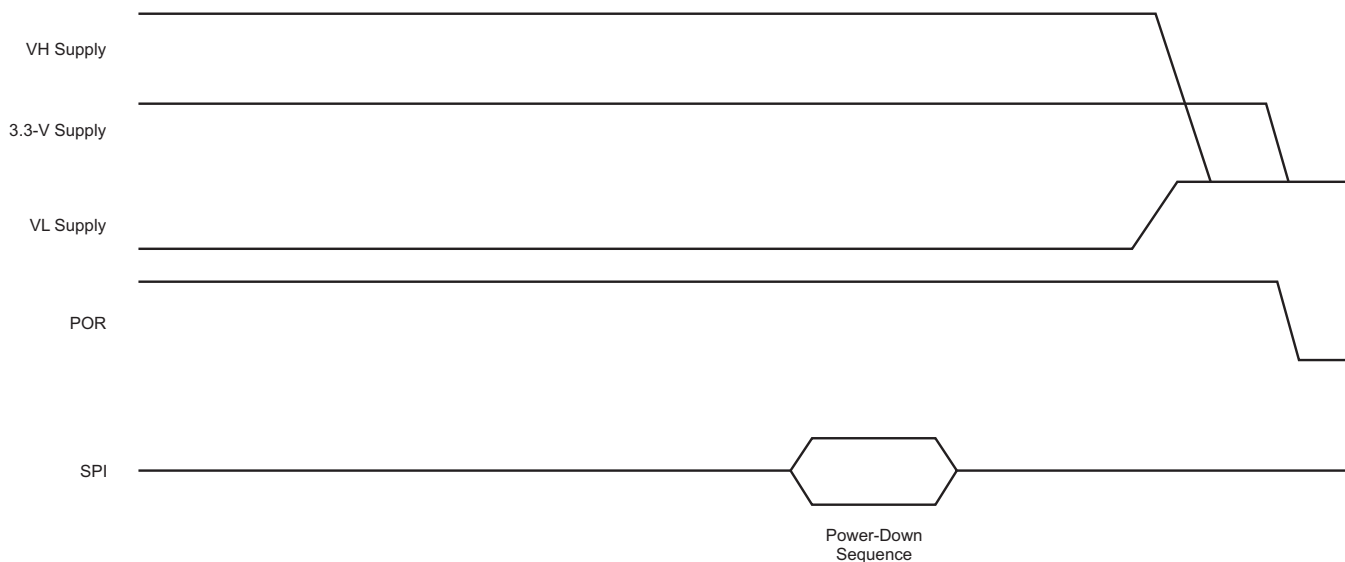 VH Supply
3.3-V Supply
VL Supply
POR
SPI
Power-Down
Sequence